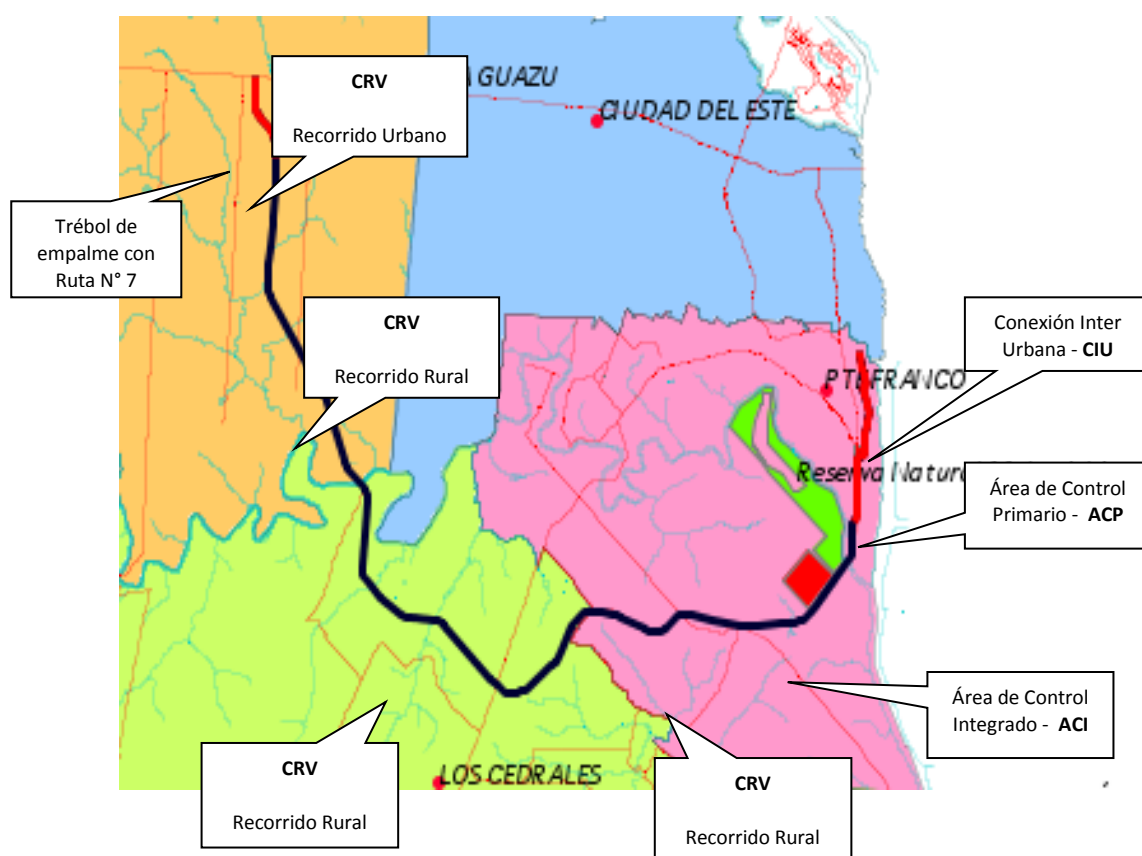 CRV
Recorrido Urbano
A GUAZU
CIUDAD DEL ESTE
Trébol de
empalme con
Ruta N° 7
CRV
Recorrido Rural
Conexión Inter
Urbana - CIU
PTE FRANCO
Reserva Natura
Área de Control
Primario - ACP
Área de Control
Integrado - ACI
CRV
Recorrido Rural
LOS CEDRALES
CRV
Recorrido Rural